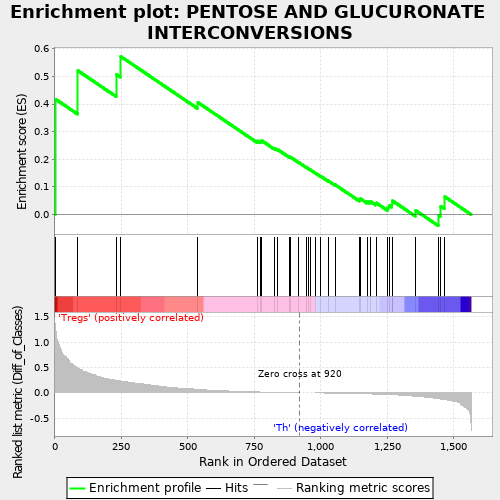 Enrichment plot: PENTOSE AND GLUCURONATE
INTERCONVERSIONS
Enrichment score (ES)
0.6
0.5
0.4
0.3
0.2
0.1
0.0
Ranked list metric (Diff_of_Classes)
1.5
1.0
0.5
0.0
-0.5
'Tregs' (positively correlated)
Zero cross at 920
'Th' (negatively correlated)
0
250
500
750
1,000
1,250
1,500
Rank in Ordered Dataset
Enrichment profile
Hits
Ranking metric scores